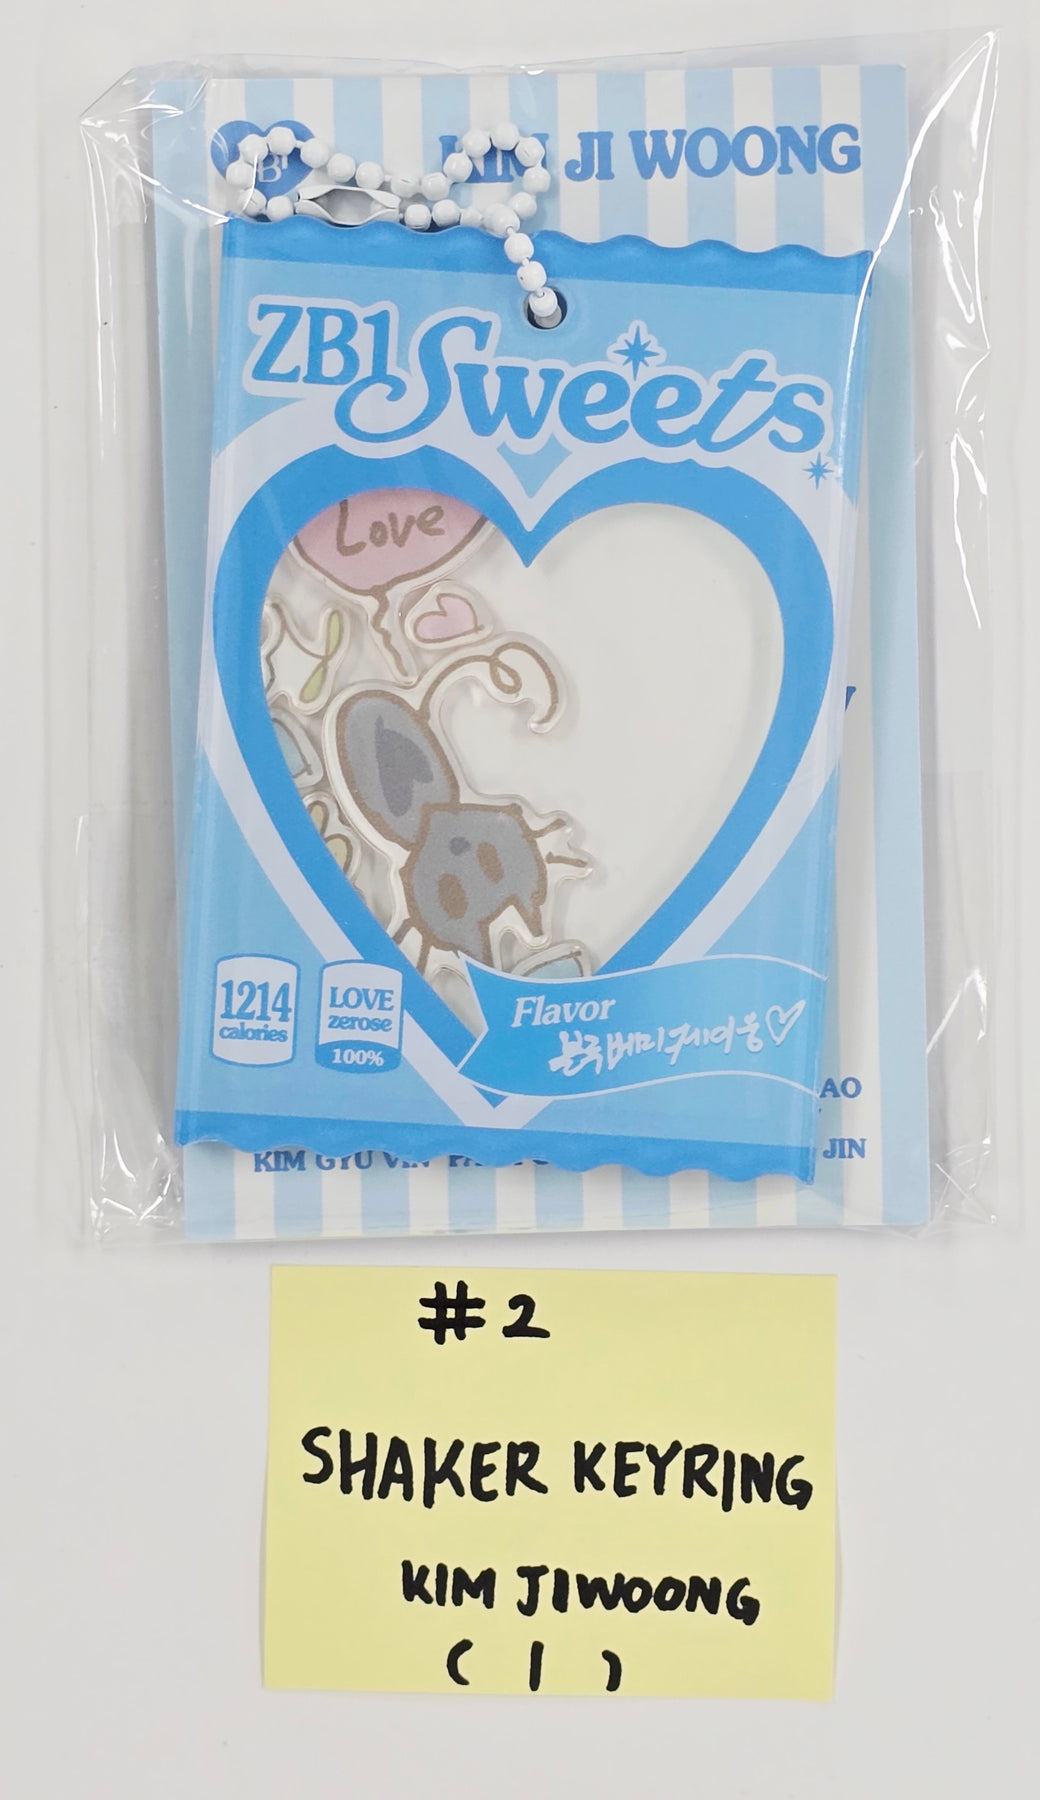 KIM JI WOONG
ZB1 Sweets
Love
1214
calories
LOVE
zerose
100%
Flavor
AO
KIM GYU VIN
JIN
#2
SHAKER KEYRING
KIM JIWOONG
( 1 )